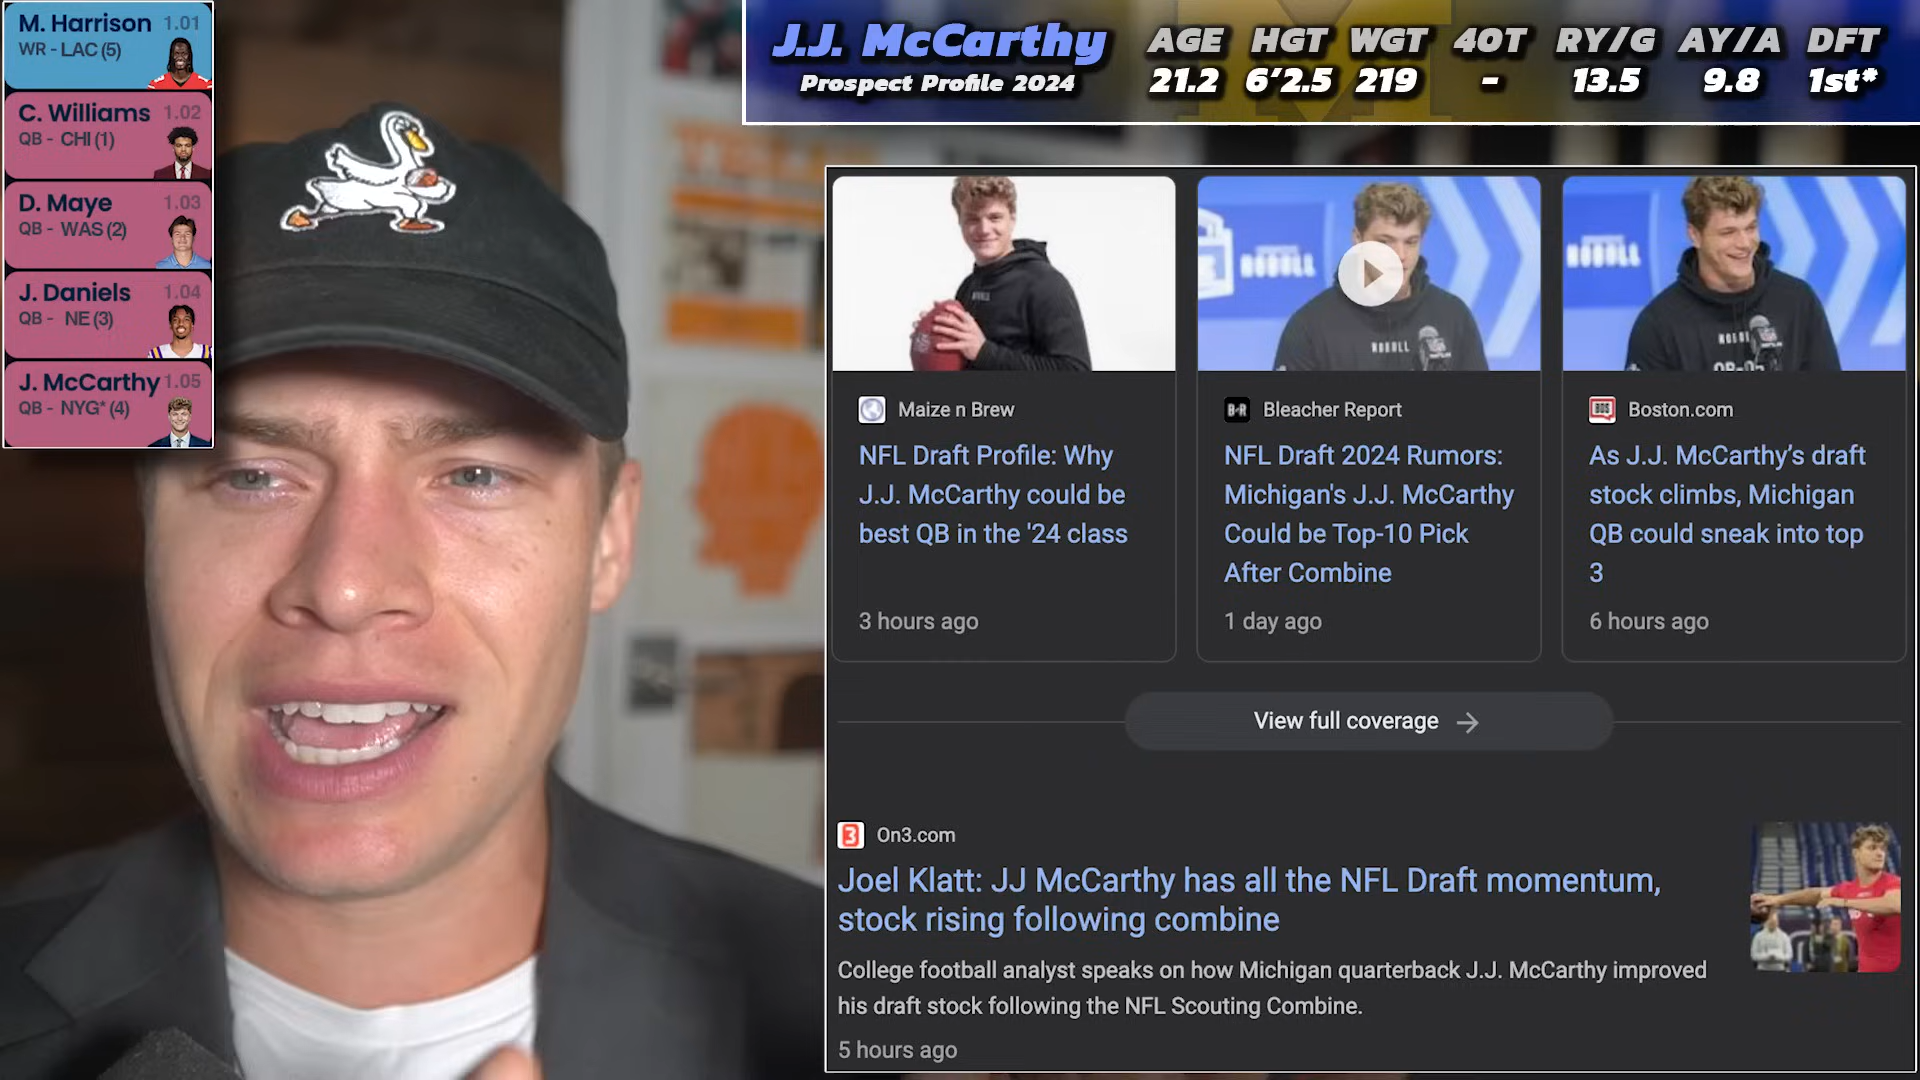 M. Harrison 1.01
WR - LAC (5)
C. Williams 1.02
QB - CHI (1)
D. Maye 1.03
QB - WAS (2)
J. Daniels 1.04
QB - NE (3)
J. McCarthy 1.05
QB - NYG* (4)
J.J. McCarthy
Prospect Profile 2024
AGE HGT WGT 40T RY/G AY/A DFT
21.2 6'2.5 219 - 13.5 9.8 1st*
NOBULL
NOBULL
NOBULL
NOBULL
Maize n Brew
NFL Draft Profile: Why
J.J. McCarthy could be
best QB in the '24 class
3 hours ago
B/R Bleacher Report
NFL Draft 2024 Rumors:
Michigan's J.J. McCarthy
Could be Top-10 Pick
After Combine
1 day ago
BOS Boston.com
As J.J. McCarthy’s draft
stock climbs, Michigan
QB could sneak into top
3
6 hours ago
View full coverage
3 On3.com
Joel Klatt: JJ McCarthy has all the NFL Draft momentum,
stock rising following combine
College football analyst speaks on how Michigan quarterback J.J. McCarthy improved
his draft stock following the NFL Scouting Combine.
5 hours ago